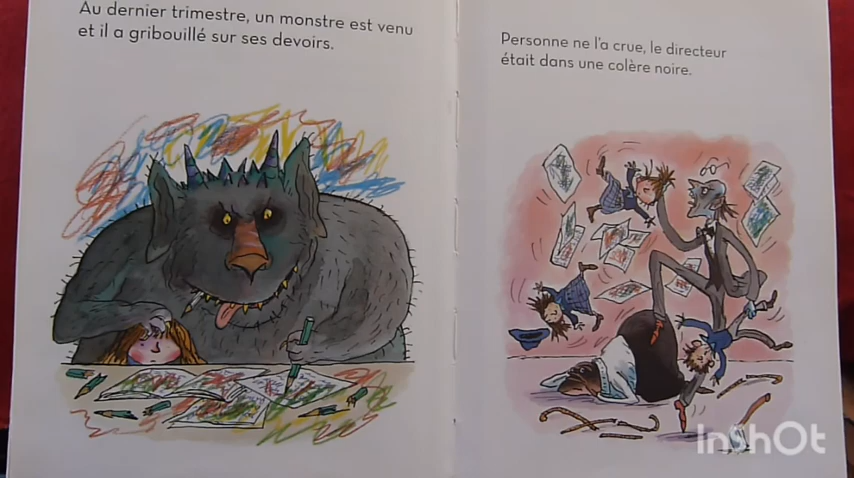 Au dernier trimestre, un monstre est venu
et il a gribouillé sur ses devoirs.
Personne ne l'a crue, le directeur
était dans une colère noire.
InShOt